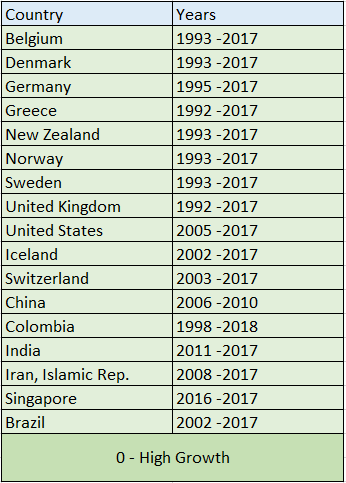 Country Years
Belgium 1993 -2017
Denmark 1993 -2017
Germany 1995 -2017
Greece 1992 -2017
New Zealand 1993 -2017
Norway 1993 -2017
Sweden 1993 -2017
United Kingdom 1992 -2017
United States 2005 -2017
Iceland 2002 -2017
Switzerland 2003 -2017
China 2006 -2010
Colombia 1998 -2018
India 2011 -2017
Iran, Islamic Rep. 2008 -2017
Singapore 2016 -2017
Brazil 2002 -2017
0 - High Growth